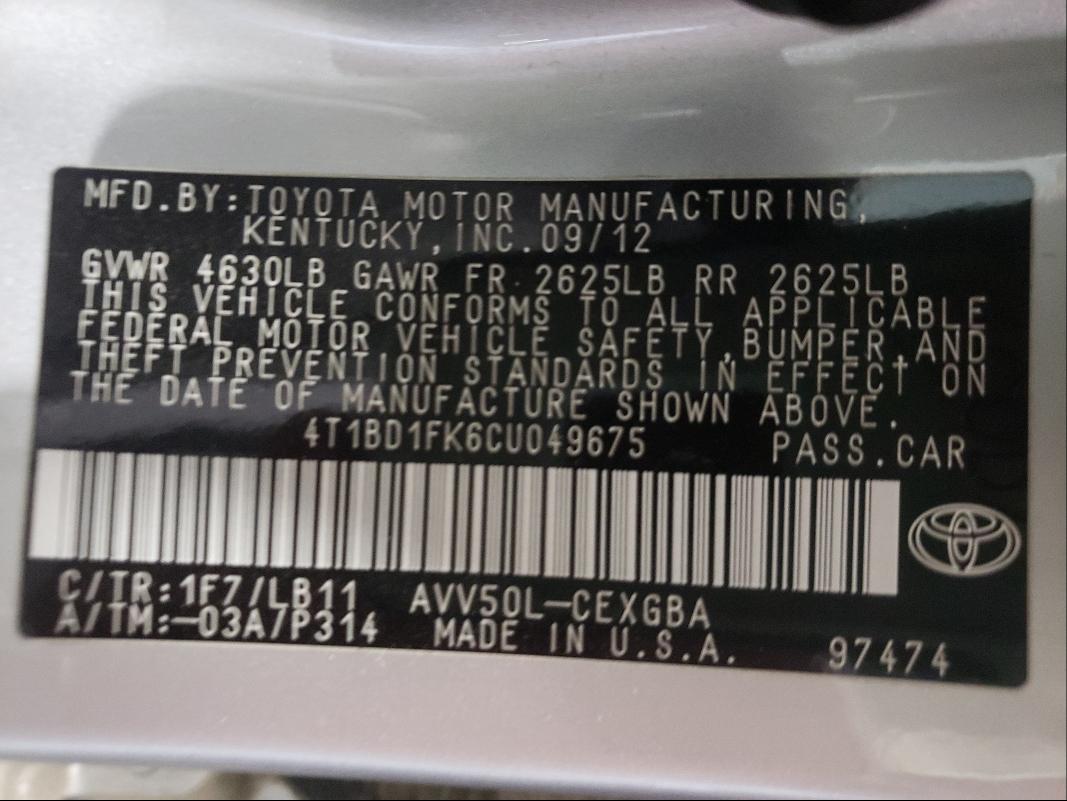 MFD.BY:TOYOTA MOTOR MANUFACTURING,
KENTUCKY,INC.09/12
GVWR 4630LB GAWR FR 2625LB RR 2625LB
THIS VEHICLE CONFORMS TO ALL APPLICABLE
FEDERAL MOTOR VEHICLE SAFETY,BUMPER,AND
THEFT PREVENTION STANDARDS IN EFFECT ON
THE DATE OF MANUFACTURE SHOWN ABOVE.
4T1BD1FK6CU049675 PASS.CAR
C/TR:1F7/LB11 AVV50L-CEXGBA
A/TM:-03A/P314 MADE IN U.S.A. 97474